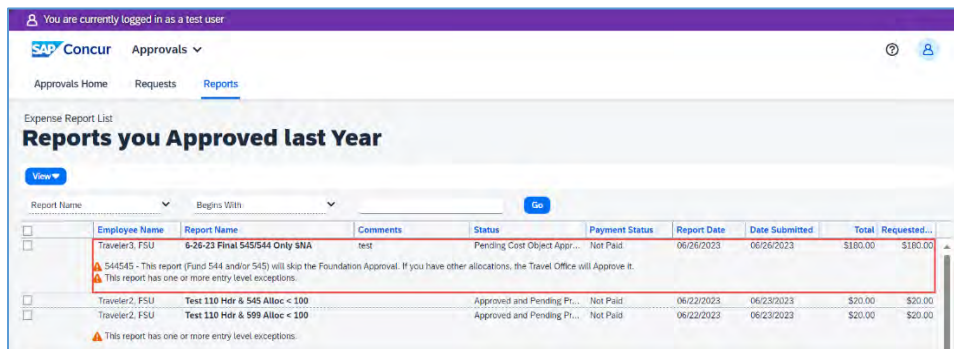 You are currently logged in as a test user
SAP Concur Approvals
Approvals Home Requests Reports
Expense Report List
Reports you Approved last Year
View
Report Name Begins With Go
Employee Name Report Name Comments Status Payment Status Report Date Date Submitted Total Requested...
Traveler3, FSU 6-26-23 Final 545/544 Only $NA test Pending Cost Object Appr... Not Paid 06/26/2023 06/26/2023 $180.00 $180.00
544545 - This report (Fund 544 and/or 545) will skip the Foundation Approval. If you have other allocations, the Travel Office will Approve it.
This report has one or more entry level exceptions.
Traveler2, FSU Test 110 Hdr & 545 Alloc < 100 Approved and Pending Pr... Not Paid 06/22/2023 06/23/2023 $20.00 $20.00
Traveler2, FSU Test 110 Hdr & 599 Alloc < 100 Approved and Pending Pr... Not Paid 06/22/2023 06/23/2023 $20.00 $20.00
This report has one or more entry level exceptions.